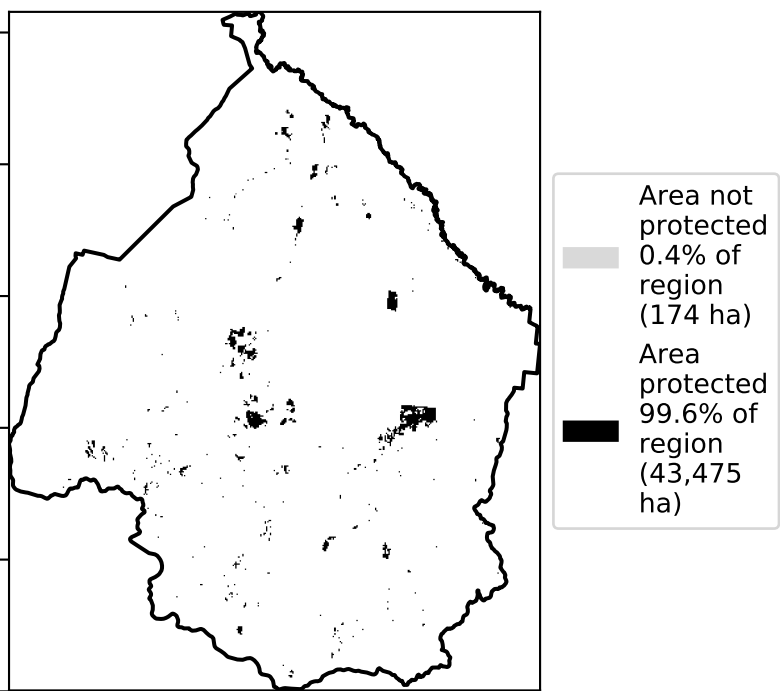 Area not
protected
0.4% of
region
(174 ha)
Area
protected
99.6% of
region
(43,475
ha)